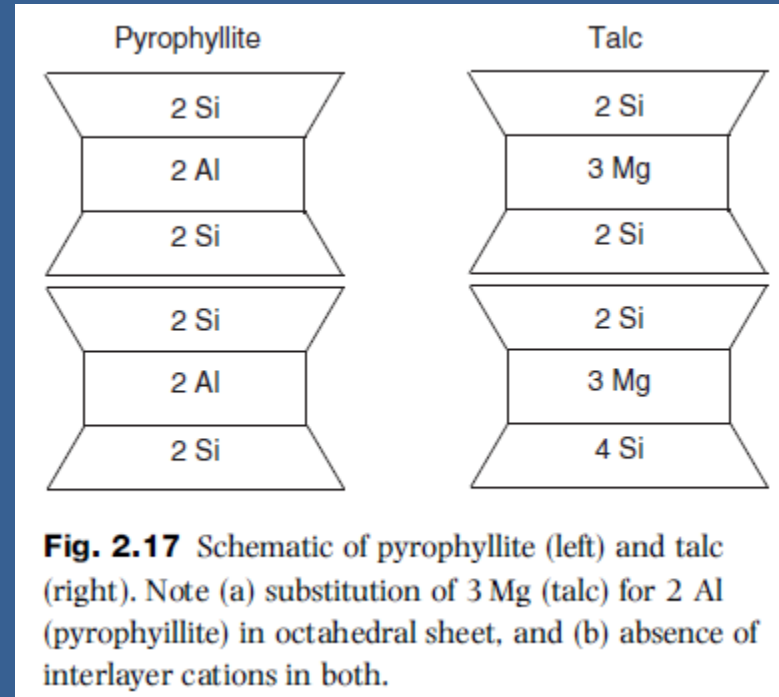 Pyrophyllite Talc
2 Si 2 Si
2 Al 3 Mg
2 Si 2 Si
2 Si 2 Si
2 Al 3 Mg
2 Si 4 Si
Fig. 2.17 Schematic of pyrophyllite (left) and talc
(right). Note (a) substitution of 3 Mg (talc) for 2 Al
(pyrophyillite) in octahedral sheet, and (b) absence of
interlayer cations in both.